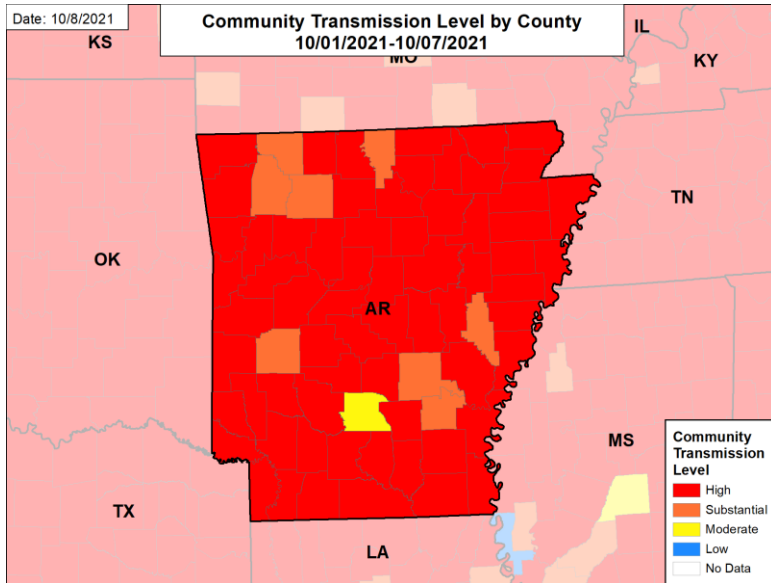 Date: 10/8/2021
Community Transmission Level by County
10/01/2021-10/07/2021
KS
MO
IL
KY
OK
AR
TN
TX
LA
MS
Community
Transmission
Level
High
Substantial
Moderate
Low
No Data